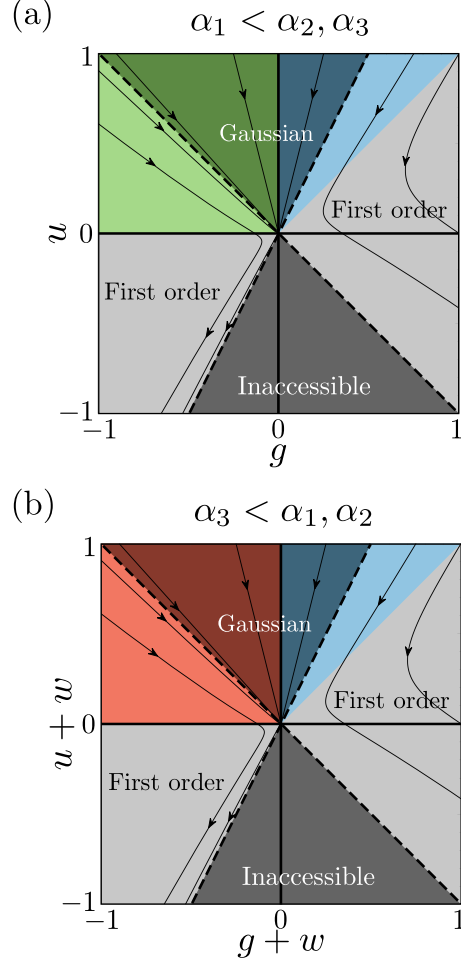 (a)
α₁ < α₂, α₃
1
Gaussian
u
0
First order
First order
Inaccessible
−1
−1
0
1
g
(b)
α₃ < α₁, α₂
1
Gaussian
u + w
0
First order
First order
Inaccessible
−1
−1
0
1
g + w